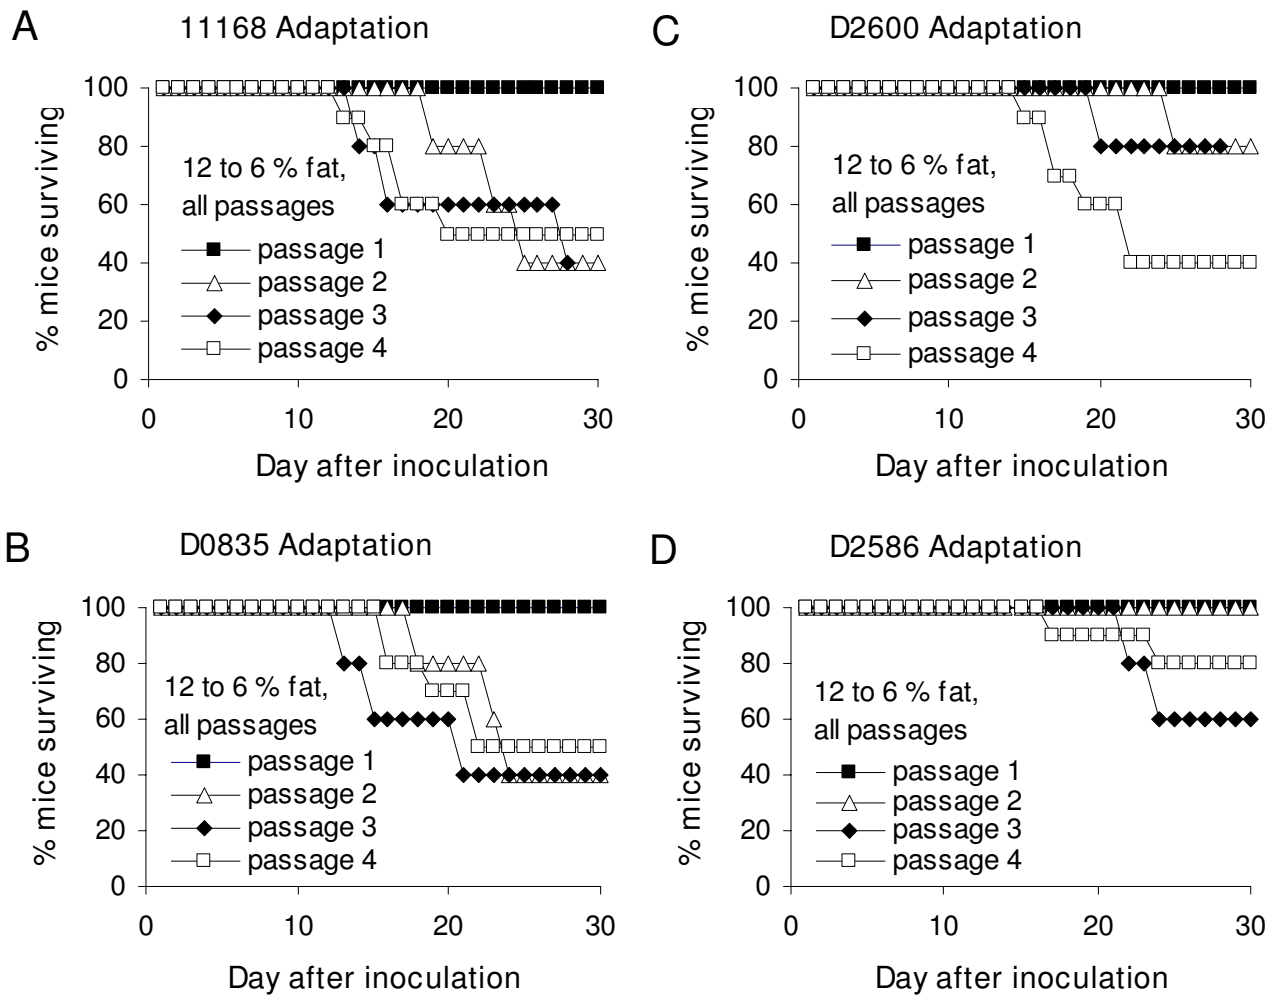 A
11168 Adaptation
% mice surviving
100
80
60
40
20
0
12 to 6 % fat,
all passages
passage 1
passage 2
passage 3
passage 4
0 10 20 30
Day after inoculation
C
D2600 Adaptation
% mice surviving
100
80
60
40
20
0
12 to 6 % fat,
all passages
passage 1
passage 2
passage 3
passage 4
0 10 20 30
Day after inoculation
B
D0835 Adaptation
% mice surviving
100
80
60
40
20
0
12 to 6 % fat,
all passages
passage 1
passage 2
passage 3
passage 4
0 10 20 30
Day after inoculation
D
D2586 Adaptation
% mice surviving
100
80
60
40
20
0
12 to 6 % fat,
all passages
passage 1
passage 2
passage 3
passage 4
0 10 20 30
Day after inoculation